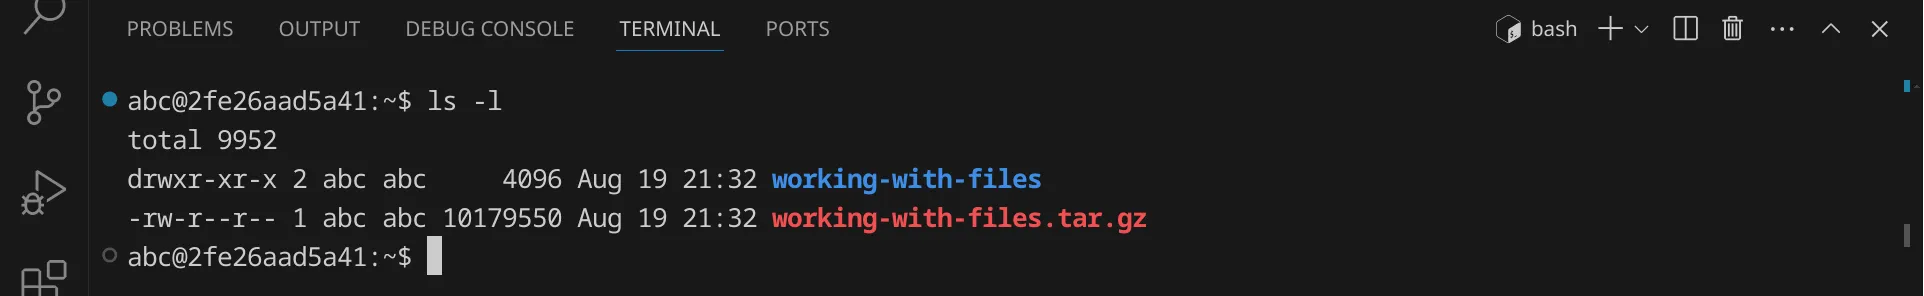 PROBLEMS OUTPUT DEBUG CONSOLE TERMINAL PORTS bash
abc@2fe26aad5a41:~$ ls -l
total 9952
drwxr-xr-x 2 abc abc     4096 Aug 19 21:32 working-with-files
-rw-r--r-- 1 abc abc 10179550 Aug 19 21:32 working-with-files.tar.gz
abc@2fe26aad5a41:~$